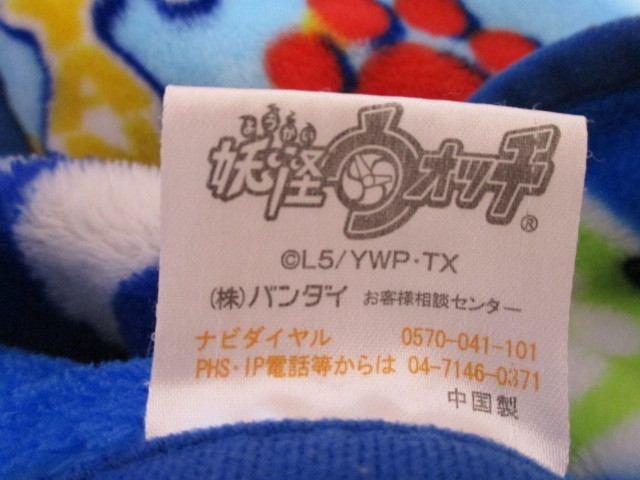 ようかい
妖怪ウォッチ®
©L5/YWP・TX
(株)バンダイ お客様相談センター
ナビダイヤル 0570-041-101
PHS・IP電話等からは 04-7146-0371
中国製